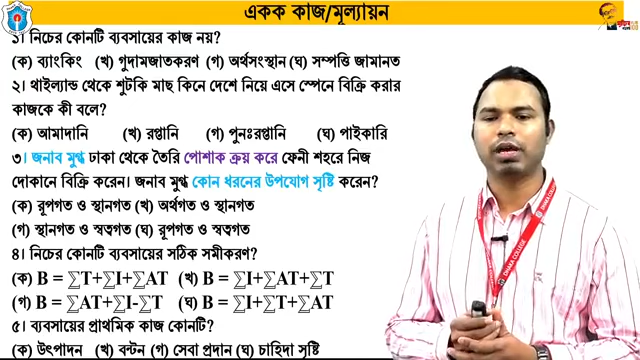 একক কাজ/মূল্যায়ন
১। নিচের কোনটি ব্যবসায়ের কাজ নয়?
(ক) ব্যাংকিং (খ) গুদামজাতকরণ (গ) অর্থসংস্থান (ঘ) সম্পত্তি জামানত
২। থাইল্যান্ড থেকে শুটকি মাছ কিনে দেশে নিয়ে এসে স্পেনে বিক্রি করার
কাজকে কী বলে?
(ক) আমাদানি (খ) রপ্তানি (গ) পুনঃরপ্তানি (ঘ) পাইকারি
৩। জনাব মুগ্ধ ঢাকা থেকে তৈরি পোশাক ক্রয় করে ফেনী শহরে নিজ
দোকানে বিক্রি করেন। জনাব মুগ্ধ কোন ধরনের উপযোগ সৃষ্টি করেন?
(ক) রূপগত ও স্থানগত (খ) অর্থগত ও স্থানগত
(গ) স্থানগত ও স্বত্বগত (ঘ) রূপগত ও স্বত্বগত
৪। নিচের কোনটি ব্যবসায়ের সঠিক সমীকরণ?
(ক) B = ∑T+∑I+∑AT (খ) B = ∑I+∑AT+∑T
(গ) B = ∑AT+∑I-∑T (ঘ) B = ∑I+∑T+∑AT
৫। ব্যবসায়ের প্রাথমিক কাজ কোনটি?
(ক) উৎপাদন (খ) বন্টন (গ) সেবা প্রদান (ঘ) চাহিদা সৃষ্টি
DHAKA COLLEGE